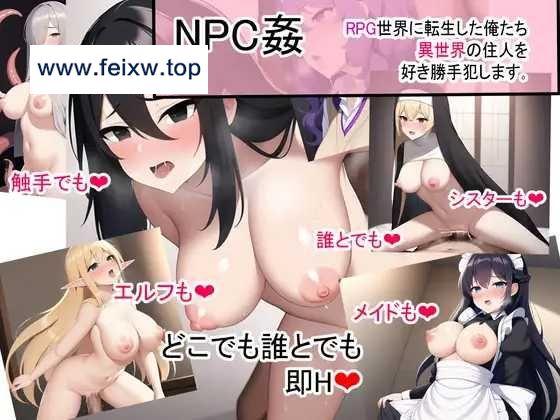 NPC姦
RPG世界に転生した俺たち
異世界の住人を
好き勝手犯します。
www.feixw.top
触手でも❤
シスターも❤
誰とでも❤
エルフも❤
メイドも❤
どこでも誰とでも
即H❤